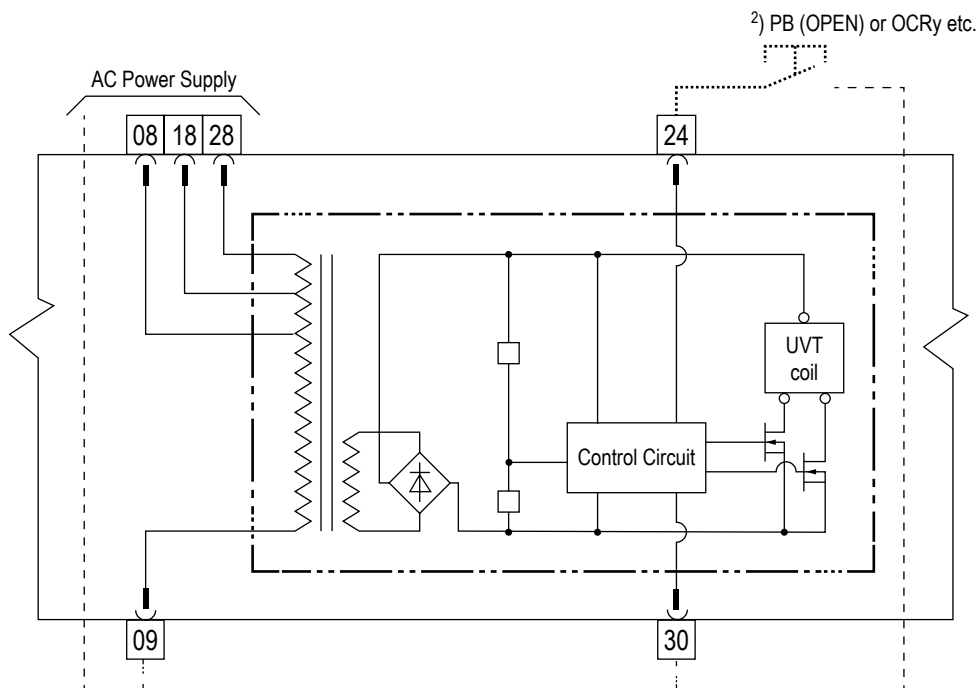 ²) PB (OPEN) or OCRy etc.
AC Power Supply
08 18 28
24
UVT
coil
Control Circuit
09
30